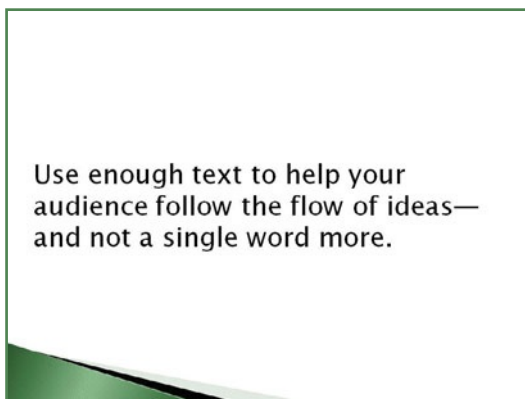 Use enough text to help your
audience follow the flow of ideas—
and not a single word more.